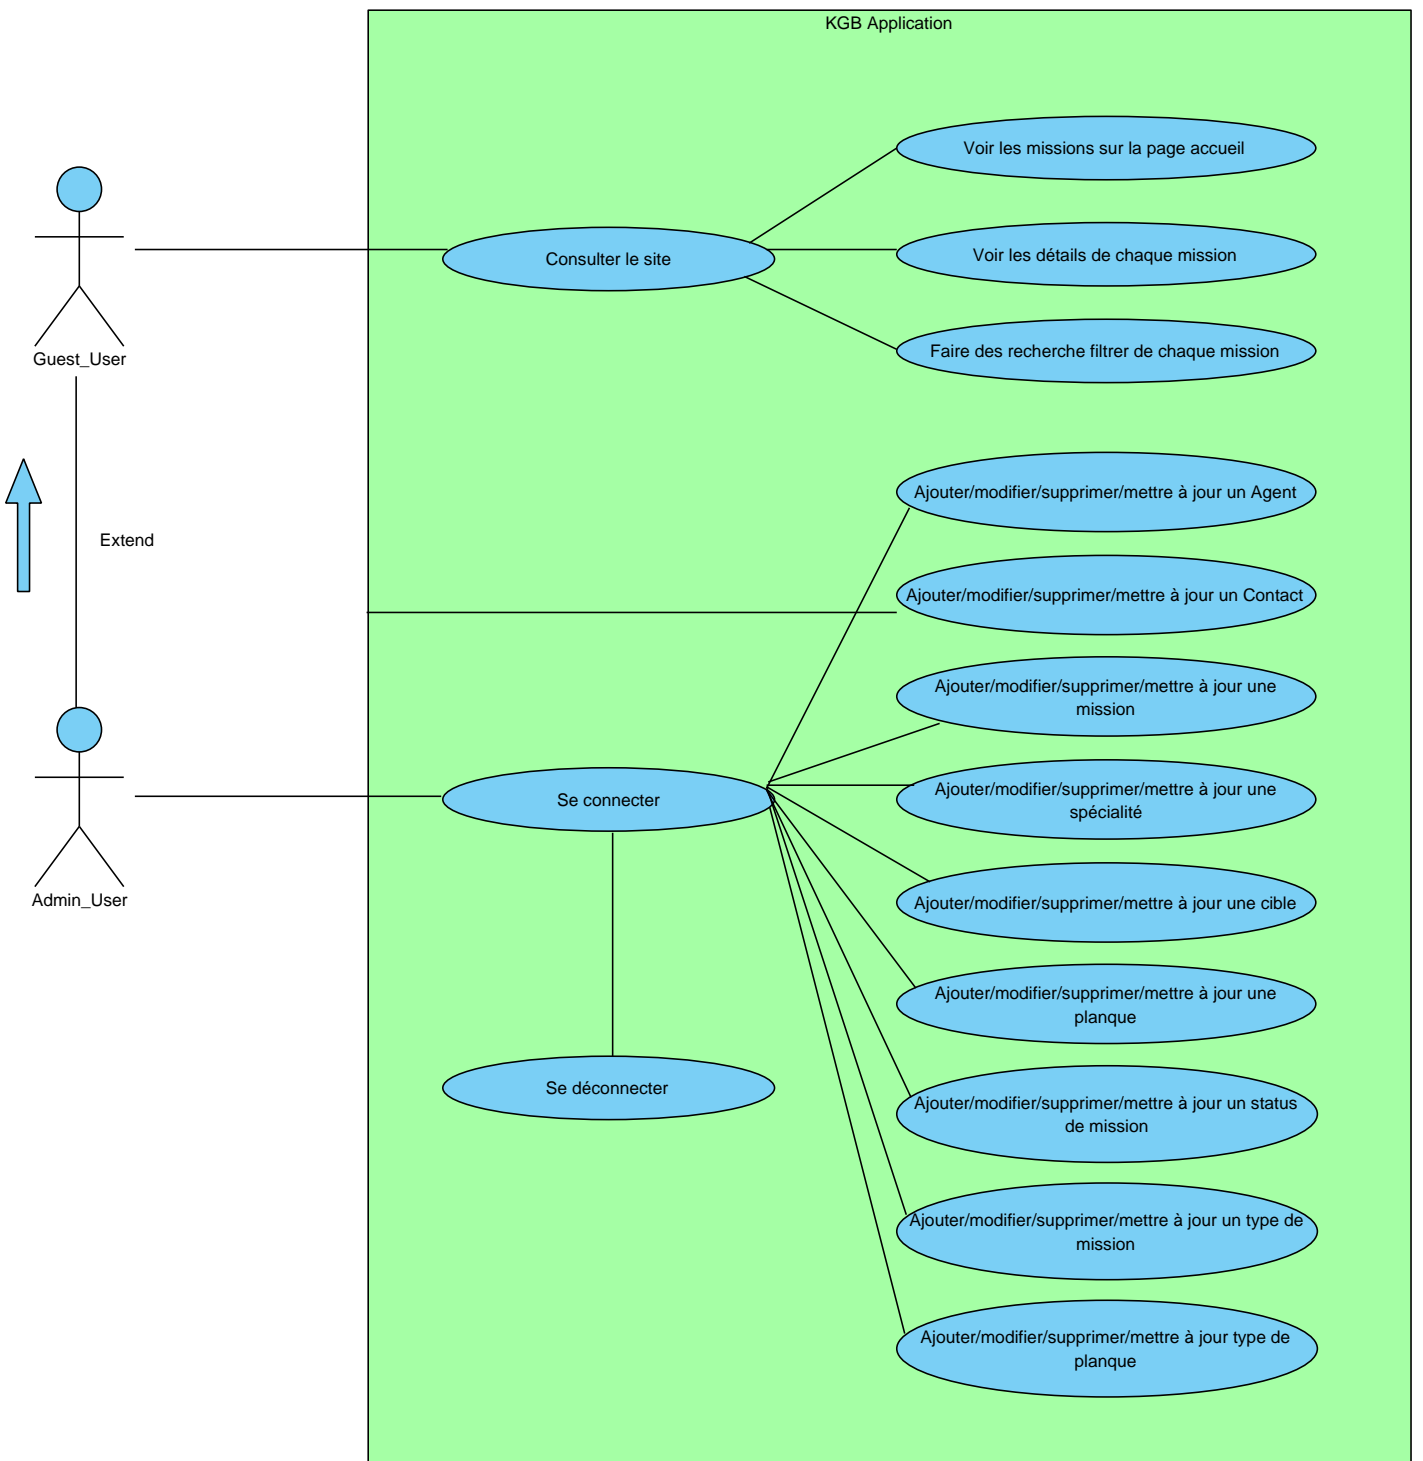 KGB Application
Voir les missions sur la page accueil
Consulter le site
Voir les détails de chaque mission
Faire des recherche filtrer de chaque mission
Guest_User
Extend
Ajouter/modifier/supprimer/mettre à jour un Agent
Ajouter/modifier/supprimer/mettre à jour un Contact
Ajouter/modifier/supprimer/mettre à jour une
mission
Se connecter
Ajouter/modifier/supprimer/mettre à jour une
spécialité
Admin_User
Ajouter/modifier/supprimer/mettre à jour une cible
Ajouter/modifier/supprimer/mettre à jour une
planque
Se déconnecter
Ajouter/modifier/supprimer/mettre à jour un status
de mission
Ajouter/modifier/supprimer/mettre à jour un type de
mission
Ajouter/modifier/supprimer/mettre à jour type de
planque